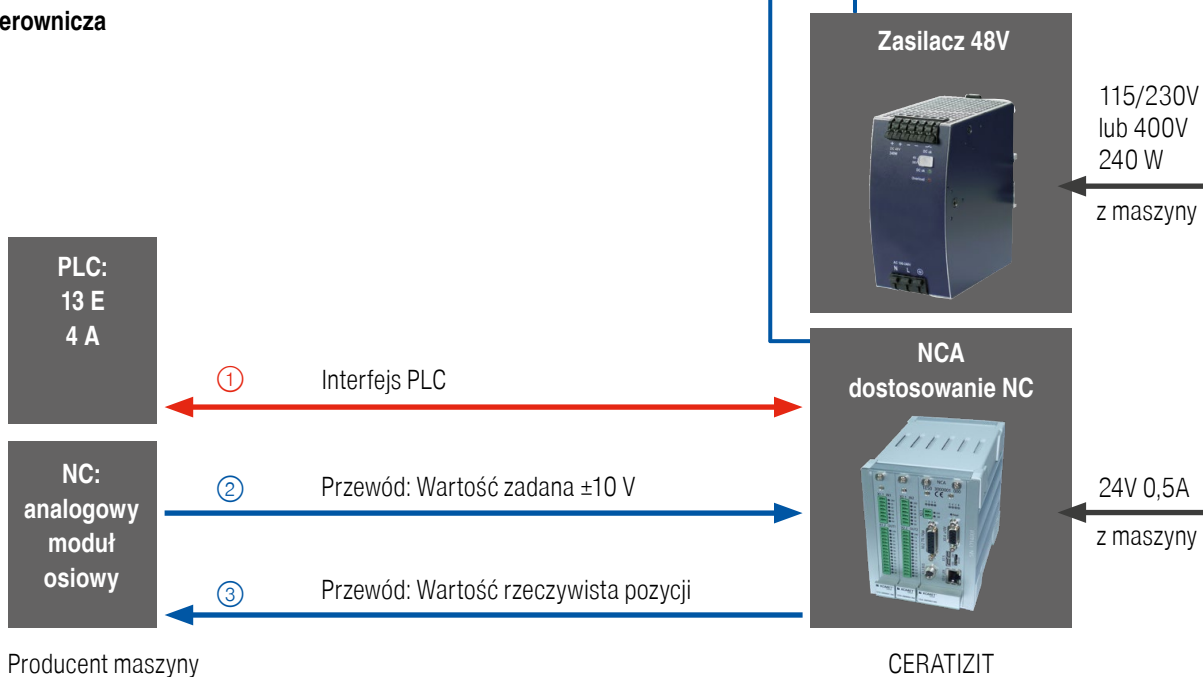 erownicza
Zasilacz 48V
115/230V
lub 400V
240 W
z maszyny
PLC:
13 E
4 A
① Interfejs PLC
NCA
dostosowanie NC
NC:
analogowy
moduł
osiowy
② Przewód: Wartość zadana ±10 V
24V 0,5A
z maszyny
③ Przewód: Wartość rzeczywista pozycji
Producent maszyny
CERATIZIT